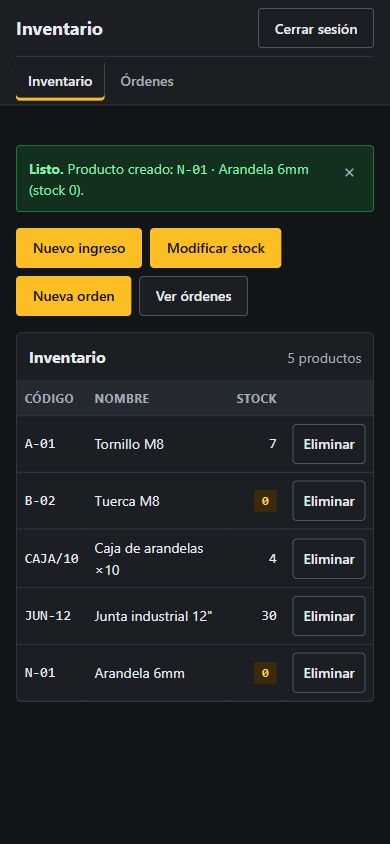 Inventario
Cerrar sesión
Inventario
Órdenes
Listo. Producto creado: N-01 · Arandela 6mm
(stock 0).
×
Nuevo ingreso
Modificar stock
Nueva orden
Ver órdenes
Inventario
5 productos
CÓDIGO NOMBRE STOCK
A-01 Tornillo M8 7 Eliminar
B-02 Tuerca M8 0 Eliminar
CAJA/10 Caja de arandelas
×10 4 Eliminar
JUN-12 Junta industrial 12" 30 Eliminar
N-01 Arandela 6mm 0 Eliminar